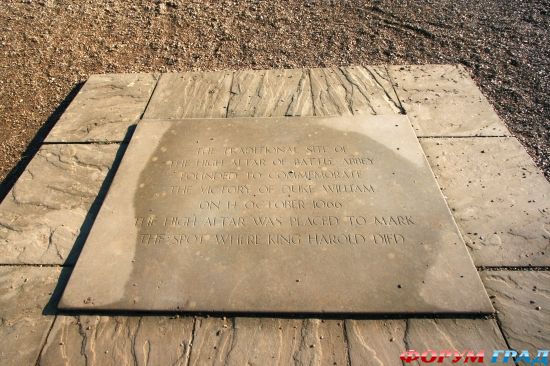 THE TRADITIONAL SITE OF
THE HIGH ALTAR OF BATTLE ABBEY
FOUNDED TO COMMEMORATE
THE VICTORY OF DUKE WILLIAM
ON 14 OCTOBER 1066
THE HIGH ALTAR WAS PLACED TO MARK
THE SPOT WHERE KING HAROLD DIED
ФОРУМ ГРАД